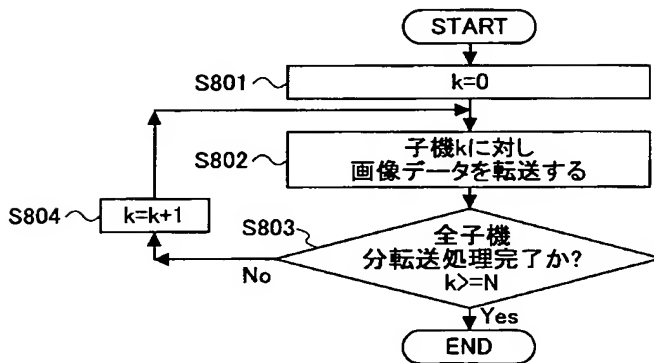 START
S801
k=0
S802
子機kに対し
画像データを転送する
S804
k=k+1
S803
全子機
分転送処理完了か?
k>=N
No
Yes
END